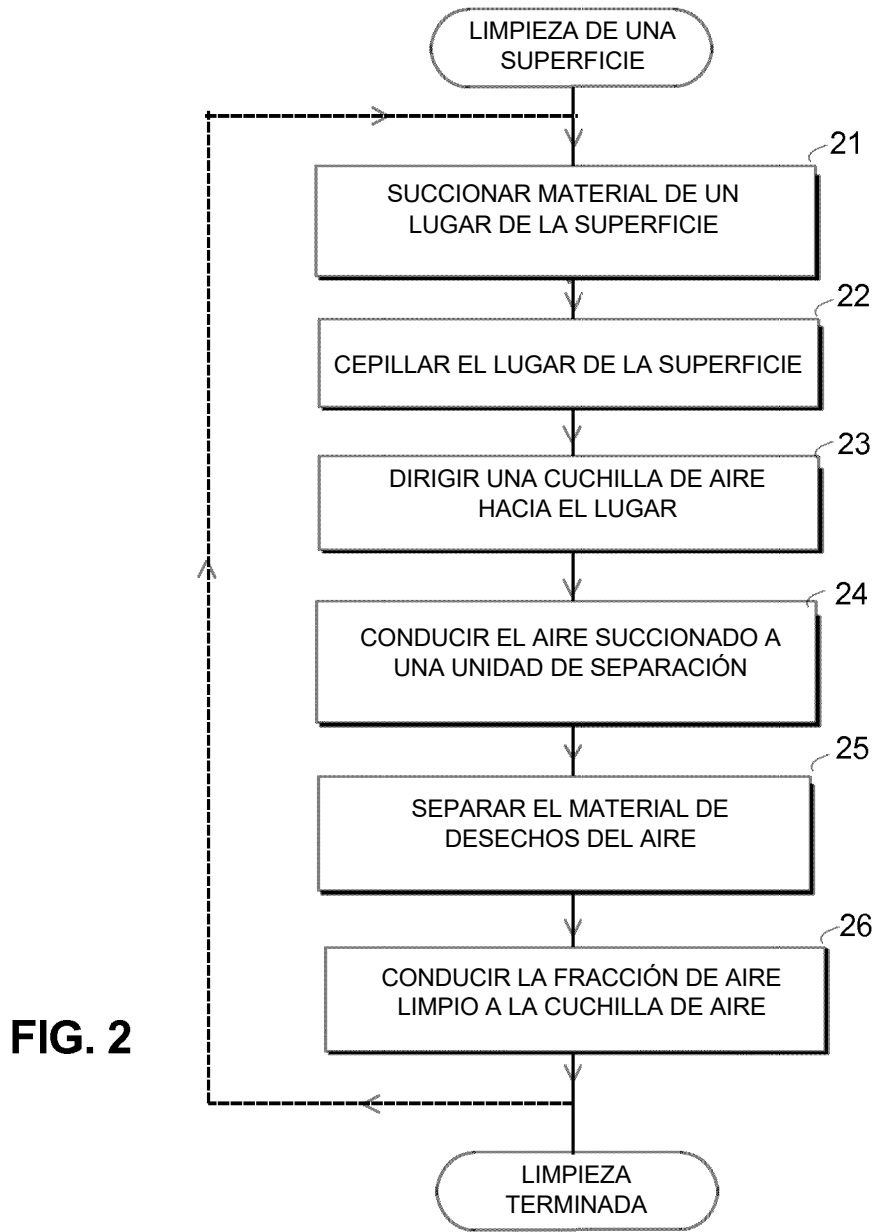 LIMPIEZA DE UNA
SUPERFICIE
21
SUCCIONAR MATERIAL DE UN
LUGAR DE LA SUPERFICIE
22
CEPILLAR EL LUGAR DE LA SUPERFICIE
23
DIRIGIR UNA CUCHILLA DE AIRE
HACIA EL LUGAR
24
CONDUCIR EL AIRE SUCCIONADO A
UNA UNIDAD DE SEPARACIÓN
25
SEPARAR EL MATERIAL DE
DESECHOS DEL AIRE
26
CONDUCIR LA FRACCIÓN DE AIRE
LIMPIO A LA CUCHILLA DE AIRE
FIG. 2
LIMPIEZA
TERMINADA